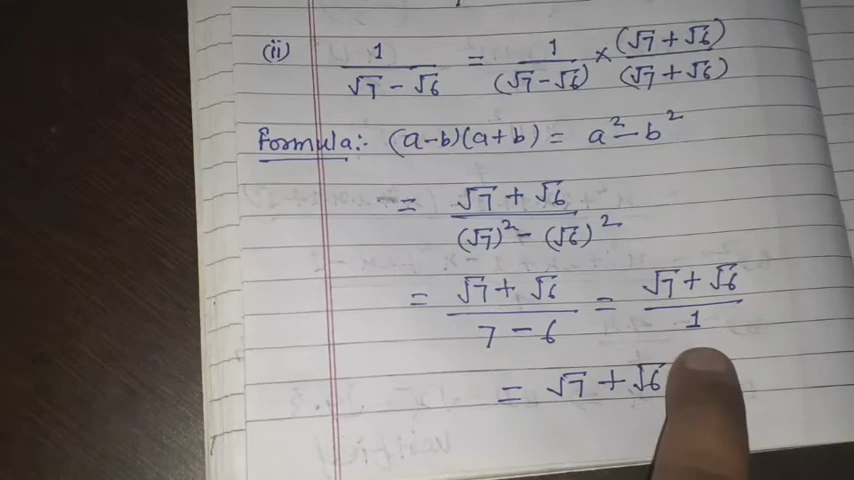 (ii) 1/(√7 - √6) = 1/(√7-√6) × (√7+√6)/(√7+√6)
Formula:- (a-b)(a+b) = a² - b²
= (√7 + √6)/((√7)² - (√6)²)
= (√7 + √6)/(7 - 6) = (√7 + √6)/1
= √7 + √6